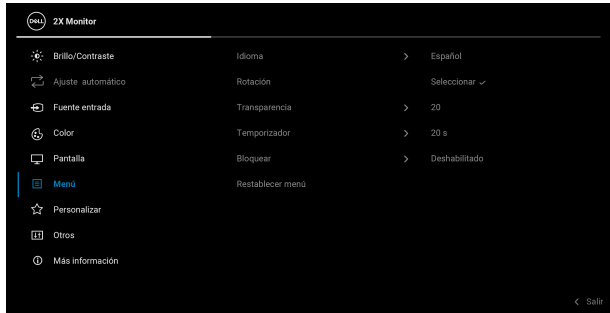 DELL 2X Monitor
Brillo/Contraste Idioma > Español
Ajuste automático Rotación Seleccionar ✓
Fuente entrada Transparencia > 20
Color Temporizador > 20 s
Pantalla Bloquear > Deshabilitado
Menú Restablecer menú
Personalizar
Otros
Más información
< Salir